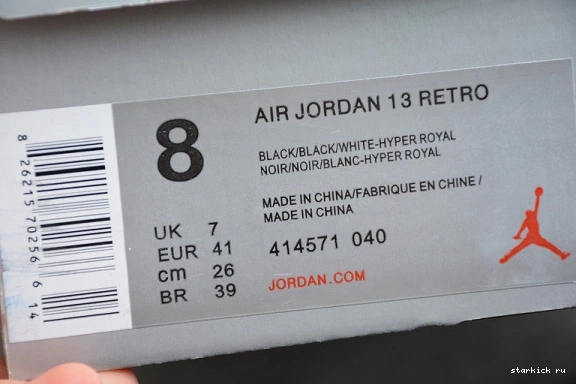 8 26215 70256 6 14
8
AIR JORDAN 13 RETRO
BLACK/BLACK/WHITE-HYPER ROYAL
NOIR/NOIR/BLANC-HYPER ROYAL
MADE IN CHINA/FABRIQUE EN CHINE /
MADE IN CHINA
UK 7
EUR 41
cm 26
BR 39
414571 040
JORDAN.COM
starkick ru